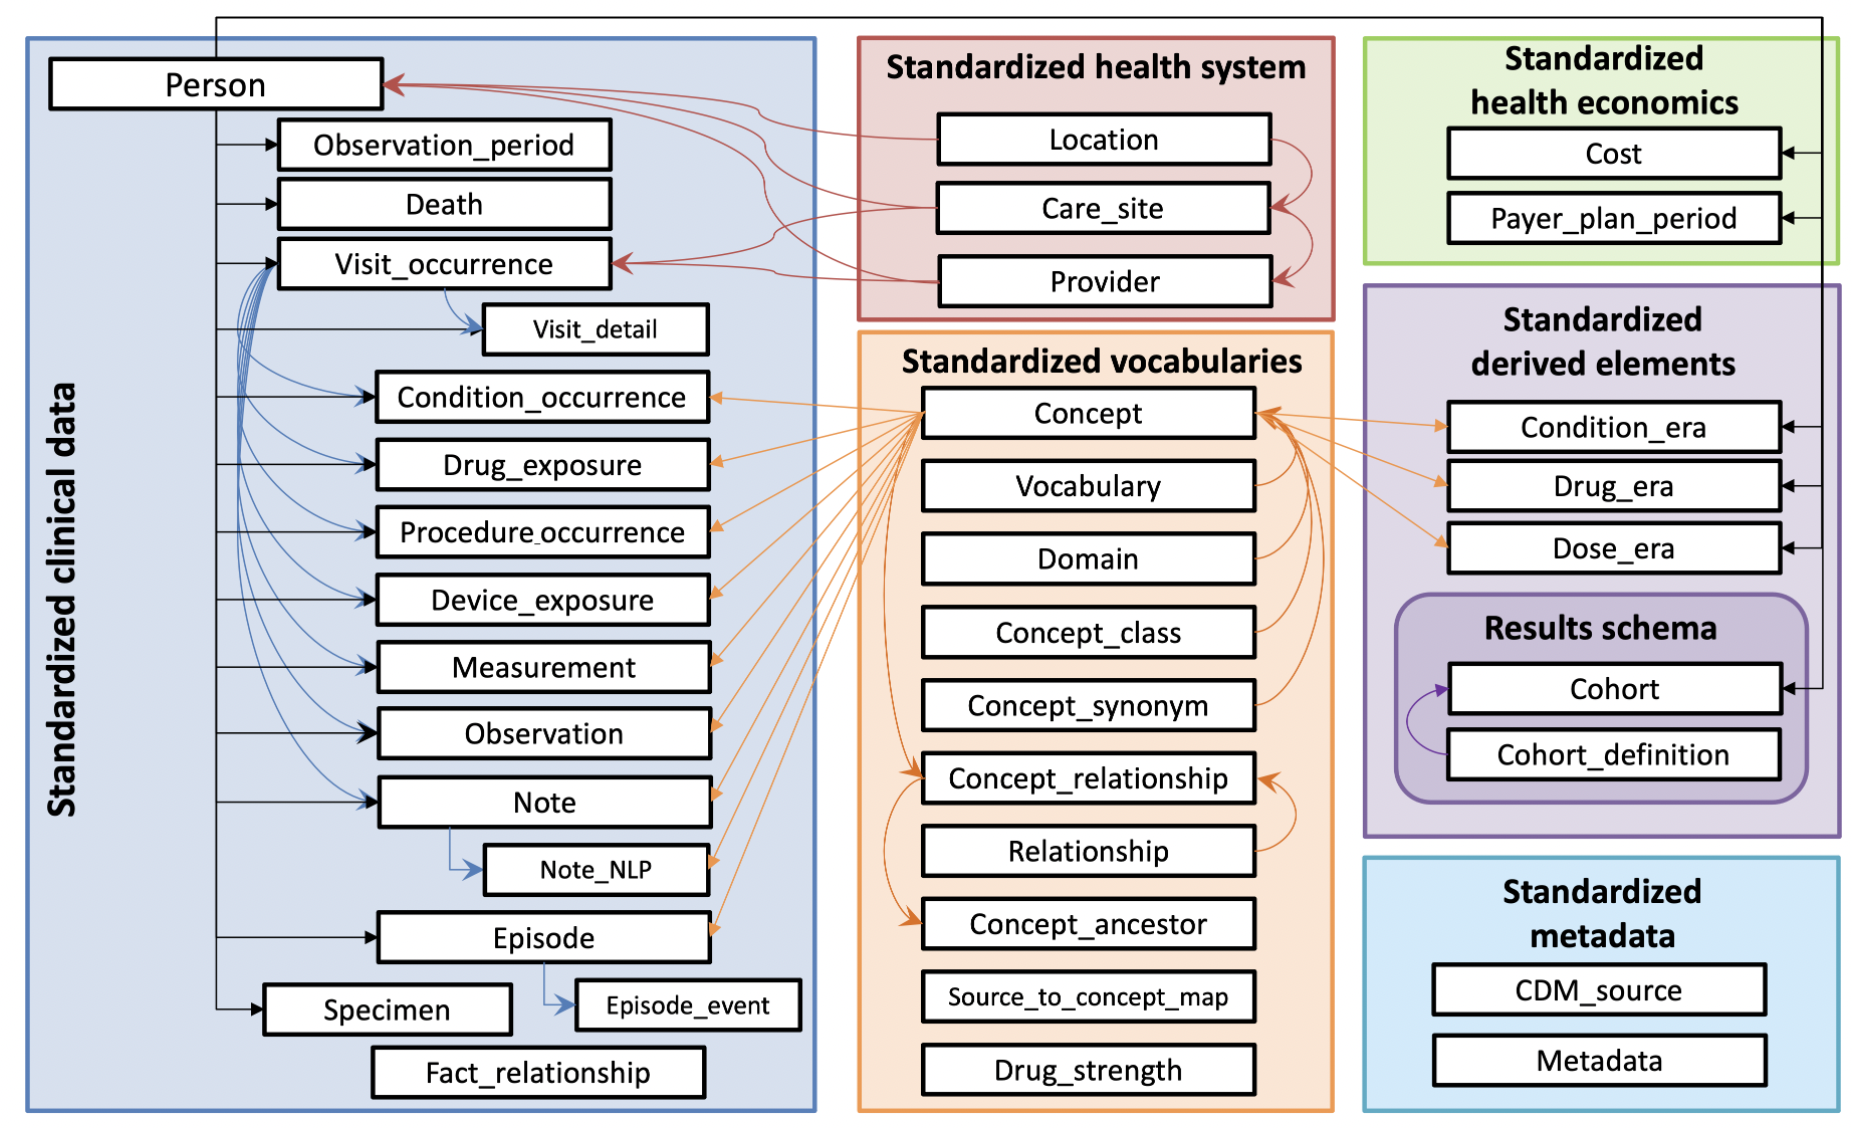 Standardized clinical data
Person
Observation_period
Death
Visit_occurrence
Visit_detail
Condition_occurrence
Drug_exposure
Procedure_occurrence
Device_exposure
Measurement
Observation
Note
Note_NLP
Episode
Episode_event
Specimen
Fact_relationship
Standardized health system
Location
Care_site
Provider
Standardized vocabularies
Concept
Vocabulary
Domain
Concept_class
Concept_synonym
Concept_relationship
Relationship
Concept_ancestor
Source_to_concept_map
Drug_strength
Standardized
health economics
Cost
Payer_plan_period
Standardized
derived elements
Condition_era
Drug_era
Dose_era
Results schema
Cohort
Cohort_definition
Standardized
metadata
CDM_source
Metadata